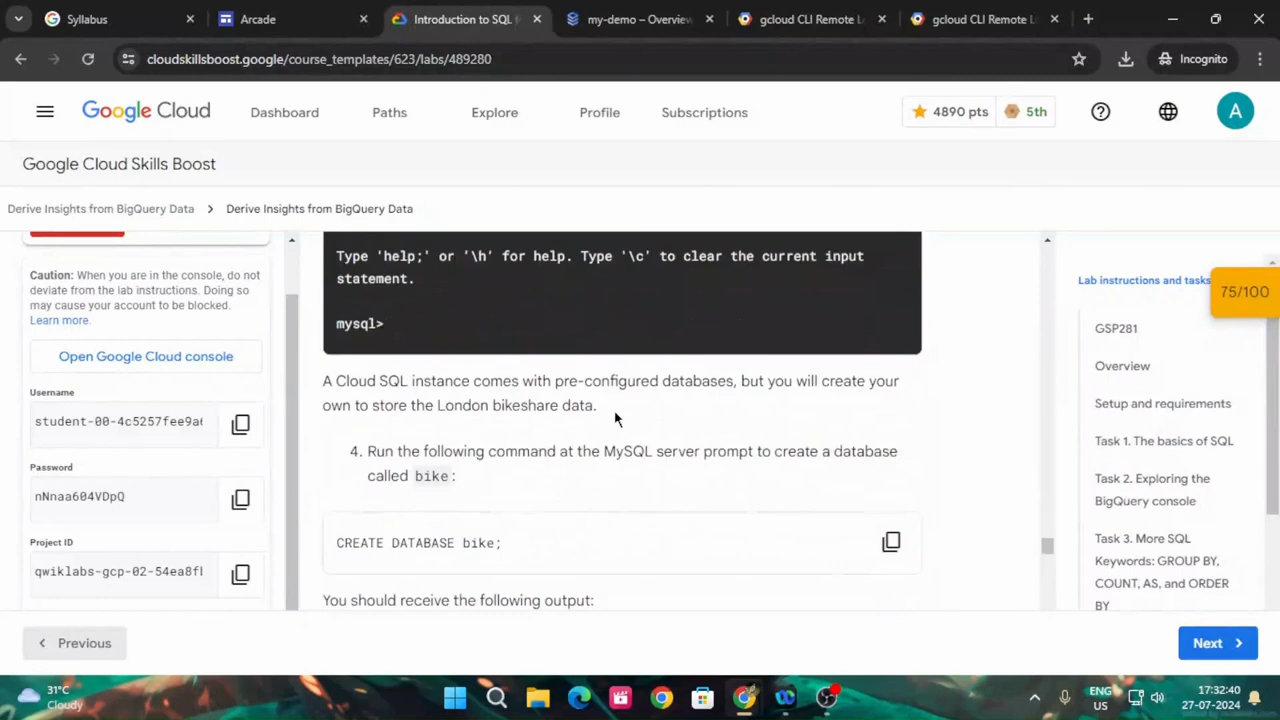 Syllabus
Arcade
Introduction to SQL f
my-demo – Overview
gcloud CLI Remote L
gcloud CLI Remote L
cloudskillsboost.google/course_templates/623/labs/489280
Incognito
Google Cloud
Dashboard
Paths
Explore
Profile
Subscriptions
4890 pts
5th
A
Google Cloud Skills Boost
Derive Insights from BigQuery Data > Derive Insights from BigQuery Data
Caution: When you are in the console, do not
deviate from the lab instructions. Doing so
may cause your account to be blocked.
Learn more.
Open Google Cloud console
Username
student-00-4c5257fee9a6
Password
nNnaa604VDpQ
Project ID
qwiklabs-gcp-02-54ea8fl
Type 'help;' or '\h' for help. Type '\c' to clear the current input
statement.
mysql>
A Cloud SQL instance comes with pre-configured databases, but you will create your
own to store the London bikeshare data.
4. Run the following command at the MySQL server prompt to create a database
called bike:
CREATE DATABASE bike;
You should receive the following output:
Lab instructions and tasks
75/100
GSP281
Overview
Setup and requirements
Task 1. The basics of SQL
Task 2. Exploring the
BigQuery console
Task 3. More SQL
Keywords: GROUP BY,
COUNT, AS, and ORDER
BY
Previous
Next
31°C
Cloudy
ENG
US
17:32:40
27-07-2024